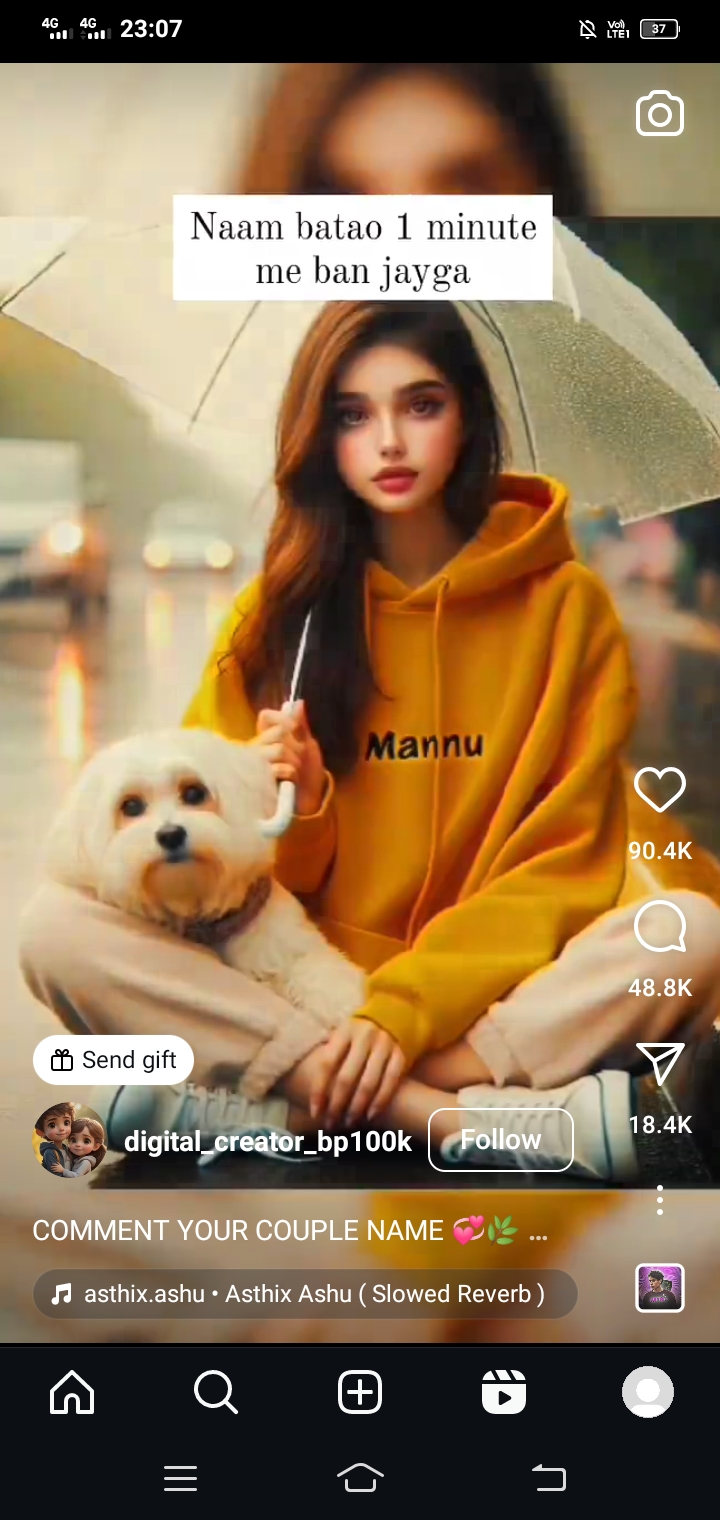 4G 4G 23:07 Vo) LTE1 37
Naam batao 1 minute
me ban jayga
Mannu
90.4K
48.8K
Send gift
18.4K
digital_creator_bp100k Follow
COMMENT YOUR COUPLE NAME 💞🌿 ...
asthix.ashu • Asthix Ashu ( Slowed Reverb )